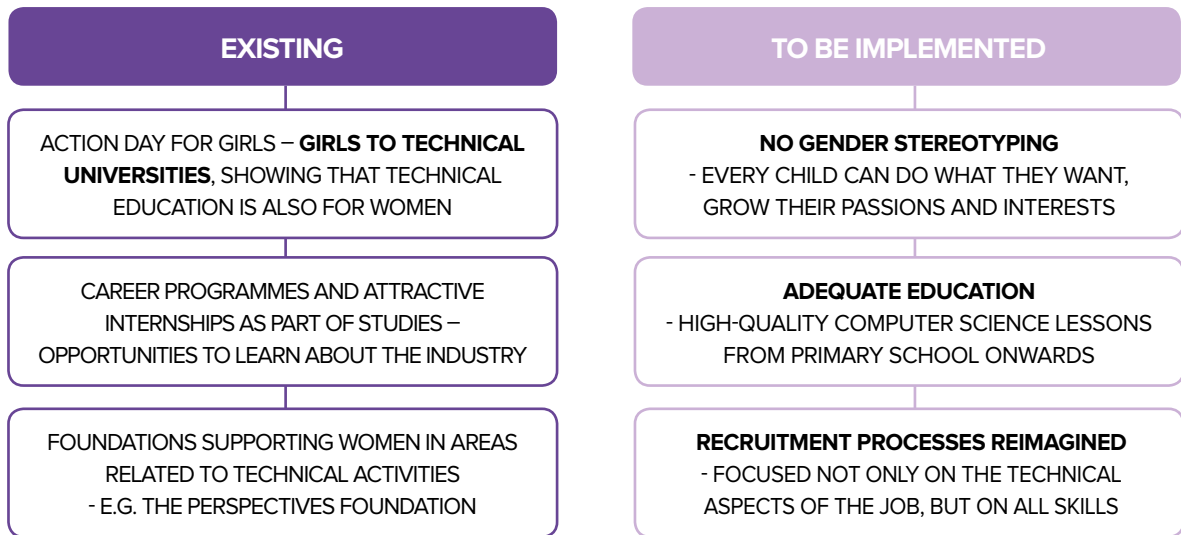 EXISTING
ACTION DAY FOR GIRLS – GIRLS TO TECHNICAL
UNIVERSITIES, SHOWING THAT TECHNICAL
EDUCATION IS ALSO FOR WOMEN
CAREER PROGRAMMES AND ATTRACTIVE
INTERNSHIPS AS PART OF STUDIES –
OPPORTUNITIES TO LEARN ABOUT THE INDUSTRY
FOUNDATIONS SUPPORTING WOMEN IN AREAS
RELATED TO TECHNICAL ACTIVITIES
- E.G. THE PERSPECTIVES FOUNDATION
TO BE IMPLEMENTED
NO GENDER STEREOTYPING
- EVERY CHILD CAN DO WHAT THEY WANT,
GROW THEIR PASSIONS AND INTERESTS
ADEQUATE EDUCATION
- HIGH-QUALITY COMPUTER SCIENCE LESSONS
FROM PRIMARY SCHOOL ONWARDS
RECRUITMENT PROCESSES REIMAGINED
- FOCUSED NOT ONLY ON THE TECHNICAL
ASPECTS OF THE JOB, BUT ON ALL SKILLS